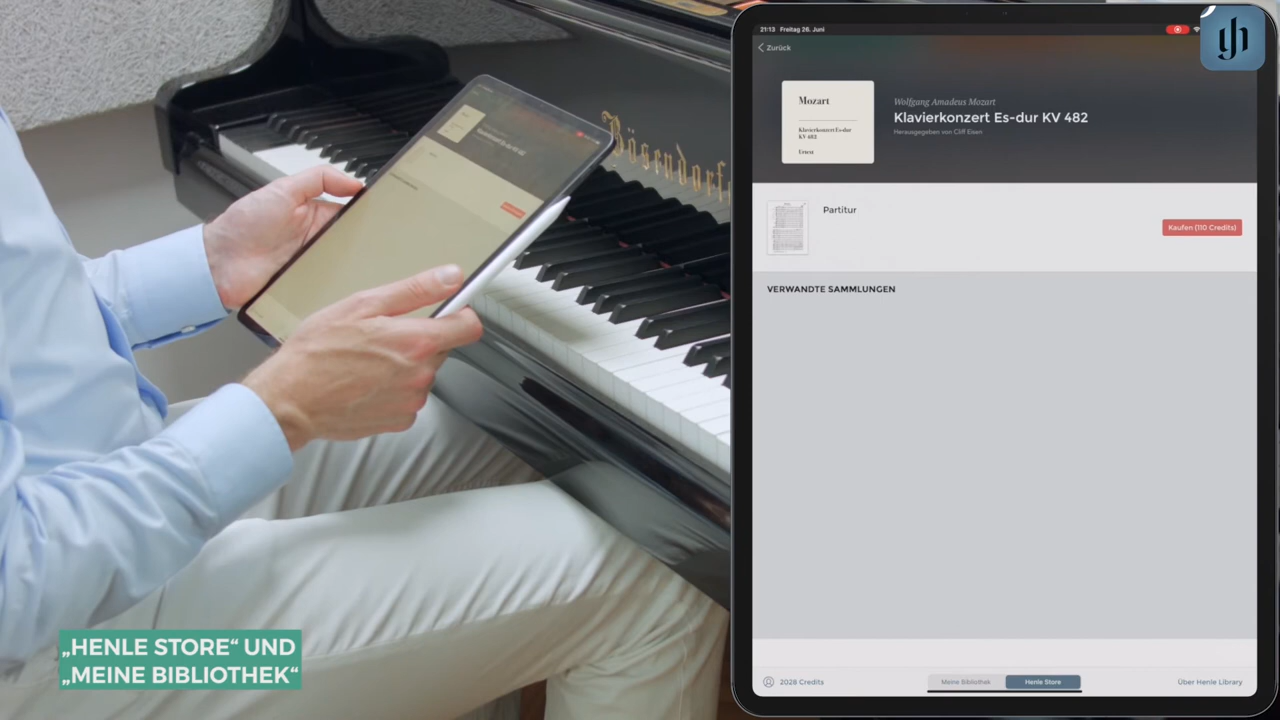 Bösendorf
21:13 Freitag 26. Juni
Zurück
Mozart
Klavierkonzert Es-dur
KV 482
Urtext
Wolfgang Amadeus Mozart
Klavierkonzert Es-dur KV 482
Herausgegeben von Cliff Eisen
Partitur
Kaufen (110 Credits)
VERWANDTE SAMMLUNGEN
2028 Credits
Meine Bibliothek
Henle Store
Über Henle Library
„HENLE STORE“ UND
„MEINE BIBLIOTHEK“